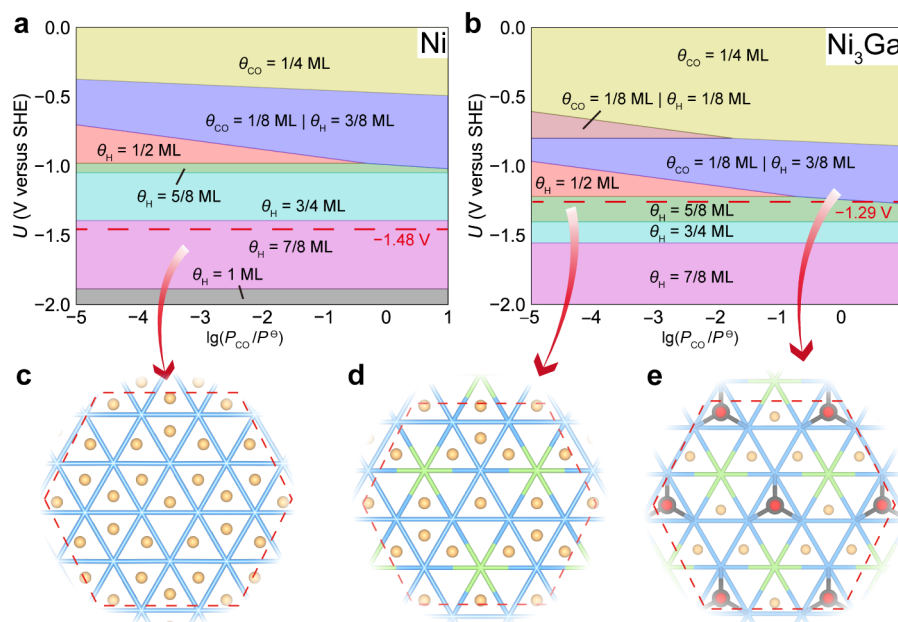 a
Ni
0.0
−0.5
−1.0
−1.5
−2.0
U (V versus SHE)
θCO = 1/4 ML
θCO = 1/8 ML | θH = 3/8 ML
θH = 1/2 ML
θH = 5/8 ML
θH = 3/4 ML
−1.48 V
θH = 7/8 ML
θH = 1 ML
−5 −4 −3 −2 −1 0 1
lg(PCO/P⊖)
b
Ni3Ga
0.0
−0.5
−1.0
−1.5
−2.0
U (V versus SHE)
θCO = 1/4 ML
θCO = 1/8 ML | θH = 1/8 ML
θCO = 1/8 ML | θH = 3/8 ML
θH = 1/2 ML
θH = 5/8 ML
−1.29 V
θH = 3/4 ML
θH = 7/8 ML
−5 −4 −3 −2 −1 0 1
lg(PCO/P⊖)
c
d
e